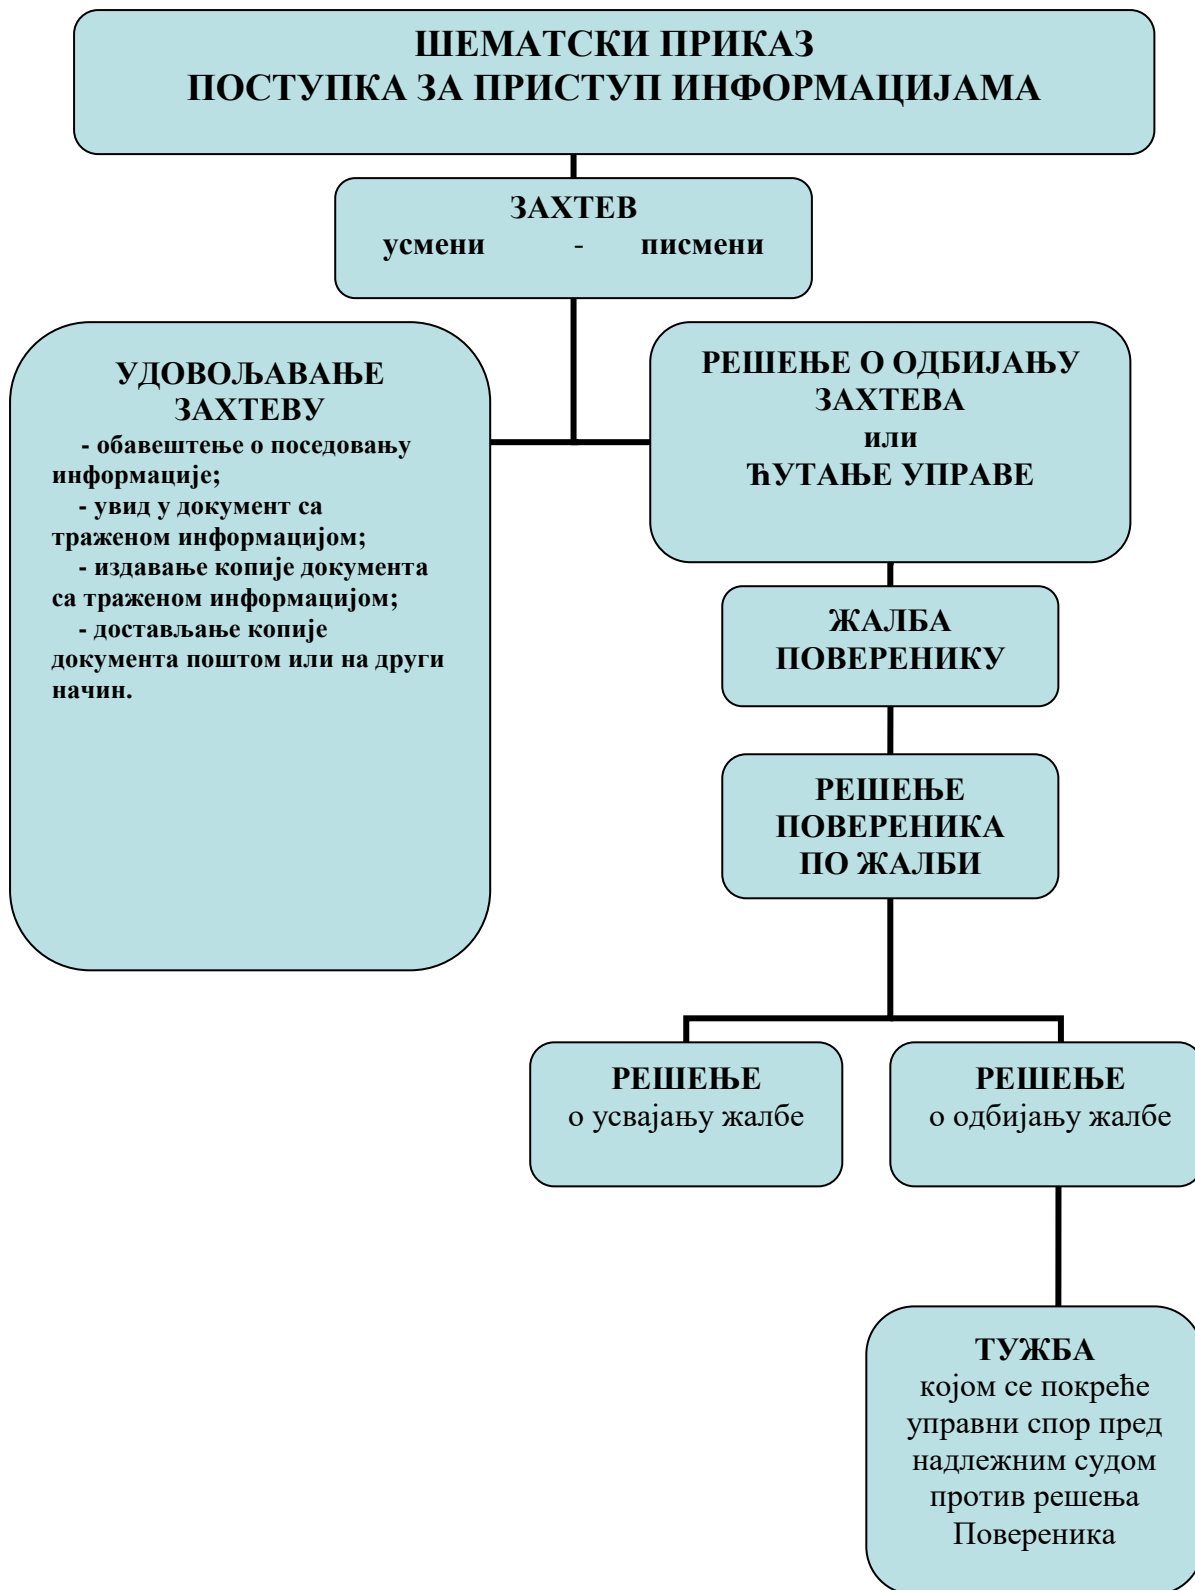 ШЕМАТСКИ ПРИКАЗ
ПОСТУПКА ЗА ПРИСТУП ИНФОРМАЦИЈАМА
ЗАХТЕВ
усмени - писмени
УДОВОЉАВАЊЕ
ЗАХТЕВУ
- обавештење о поседовању
информације;
- увид у документ са
траженом информацијом;
- издавање копије документа
са траженом информацијом;
- достављање копије
документа поштом или на други
начин.
РЕШЕЊЕ О ОДБИЈАЊУ
ЗАХТЕВА
или
ЋУТАЊЕ УПРАВЕ
ЖАЛБА
ПОВЕРЕНИКУ
РЕШЕЊЕ
ПОВЕРЕНИКА
ПО ЖАЛБИ
РЕШЕЊЕ
о усвајању жалбе
РЕШЕЊЕ
о одбијању жалбе
ТУЖБА
којом се покреће
управни спор пред
надлежним судом
против решења
Повереника